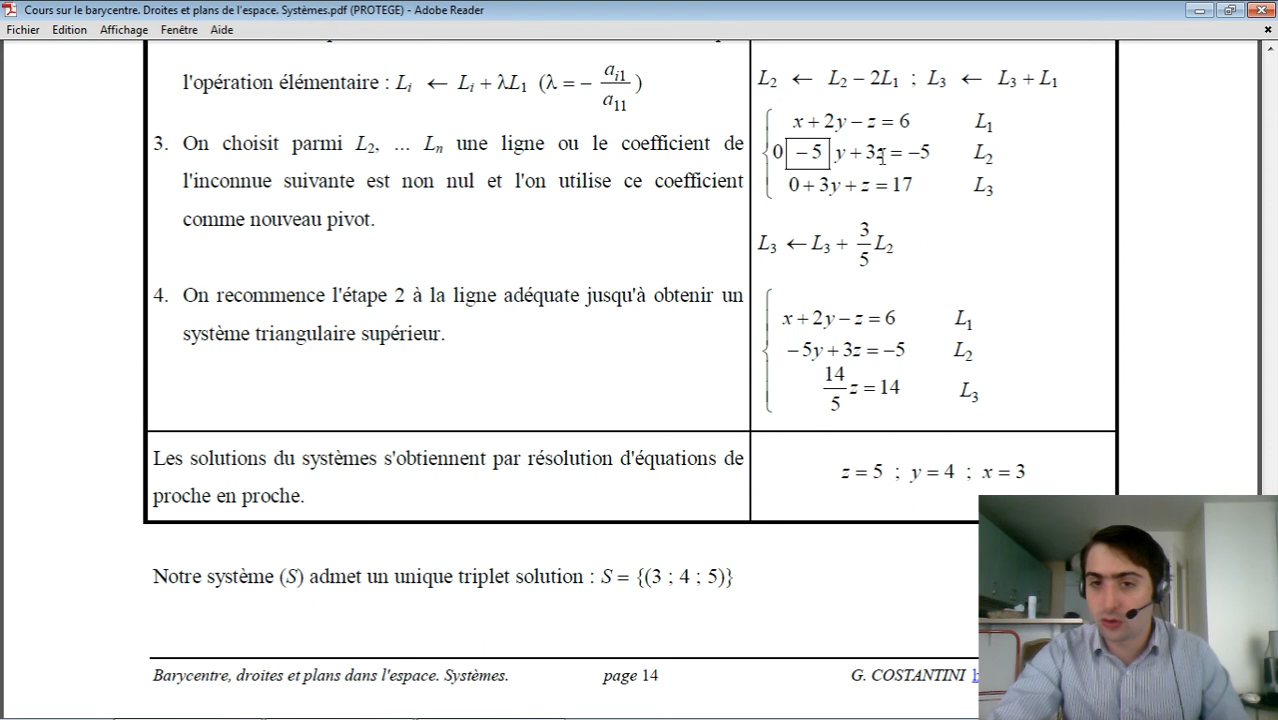 Cours sur le barycentre. Droites et plans de l'espace. Systèmes.pdf (PROTEGE) - Adobe Reader
Fichier Edition Affichage Fenêtre Aide
l'opération élémentaire : Li ← Li + λL1 (λ = − ai1/a11)
3. On choisit parmi L2, ... Ln une ligne ou le coefficient de
l'inconnue suivante est non nul et l'on utilise ce coefficient
comme nouveau pivot.
4. On recommence l'étape 2 à la ligne adéquate jusqu'à obtenir un
système triangulaire supérieur.
L2 ← L2 − 2L1 ; L3 ← L3 + L1
x + 2y − z = 6 L1
0 − 5 y + 3z = −5 L2
0 + 3y + z = 17 L3
L3 ← L3 + 3/5 L2
x + 2y − z = 6 L1
− 5y + 3z = −5 L2
14/5 z = 14 L3
Les solutions du systèmes s'obtiennent par résolution d'équations de
proche en proche.
z = 5 ; y = 4 ; x = 3
Notre système (S) admet un unique triplet solution : S = {(3 ; 4 ; 5)}
Barycentre, droites et plans dans l'espace. Systèmes. page 14 G. COSTANTINI